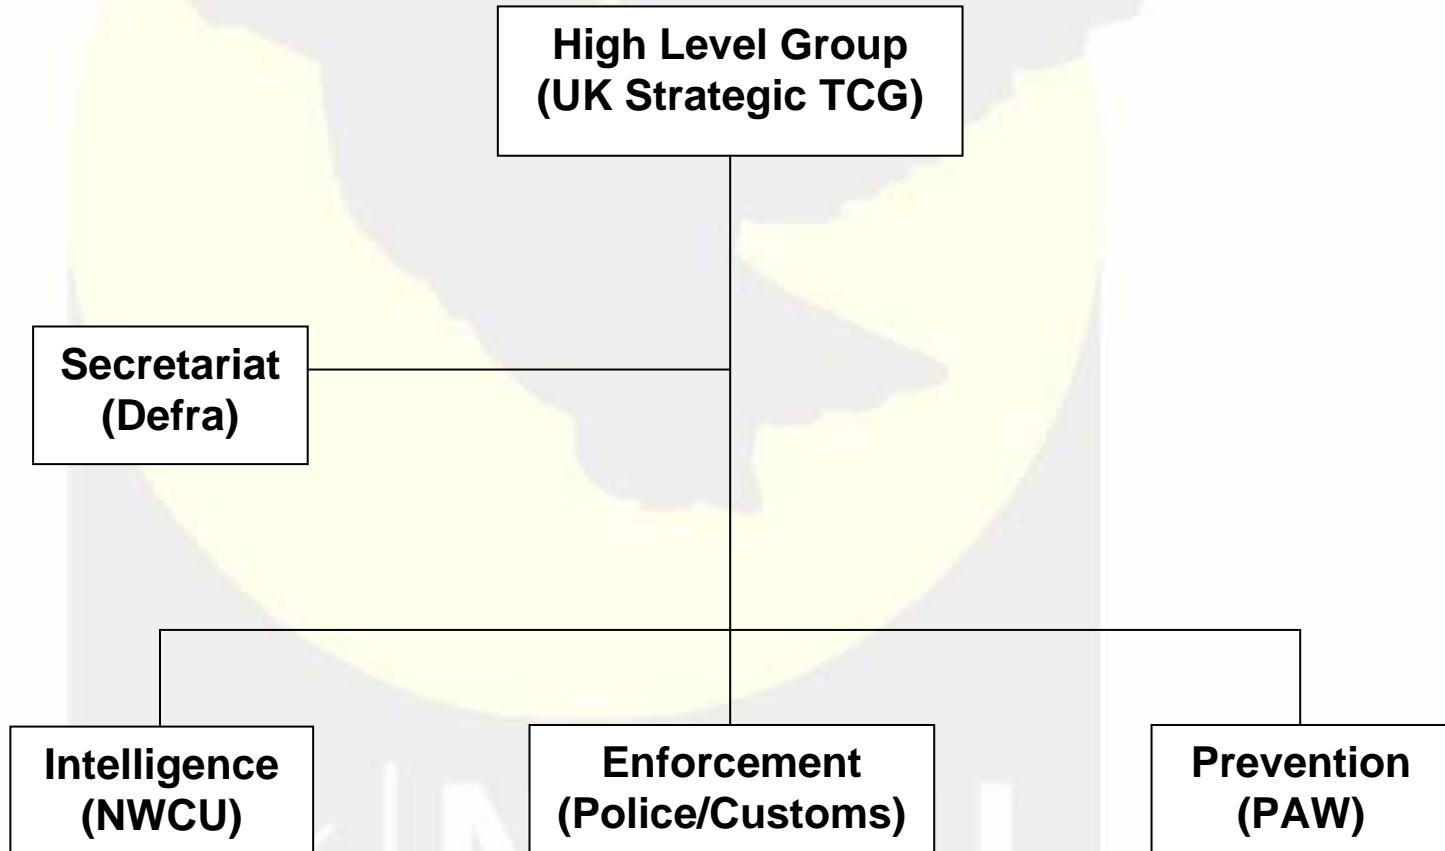 High Level Group
(UK Strategic TCG)
Secretariat
(Defra)
Intelligence
(NWCU)
Enforcement
(Police/Customs)
Prevention
(PAW)